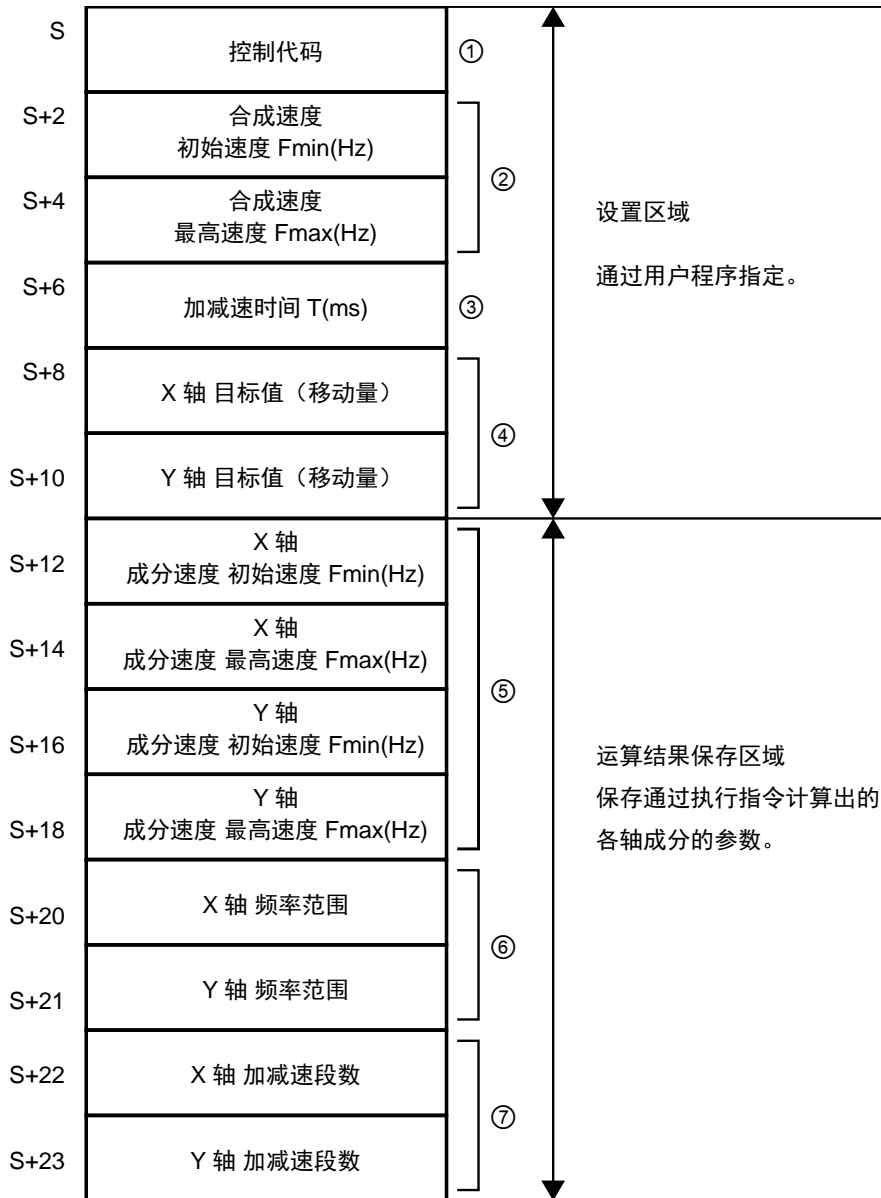 S
控制代码
①
S+2
合成速度
初始速度 Fmin(Hz)
②
S+4
合成速度
最高速度 Fmax(Hz)
设置区域
通过用户程序指定。
S+6
加减速时间 T(ms)
③
S+8
X 轴 目标值（移动量）
④
S+10
Y 轴 目标值（移动量）
S+12
X 轴
成分速度 初始速度 Fmin(Hz)
S+14
X 轴
成分速度 最高速度 Fmax(Hz)
⑤
S+16
Y 轴
成分速度 初始速度 Fmin(Hz)
S+18
Y 轴
成分速度 最高速度 Fmax(Hz)
运算结果保存区域
保存通过执行指令计算出的
各轴成分的参数。
S+20
X 轴 频率范围
⑥
S+21
Y 轴 频率范围
S+22
X 轴 加减速段数
⑦
S+23
Y 轴 加减速段数